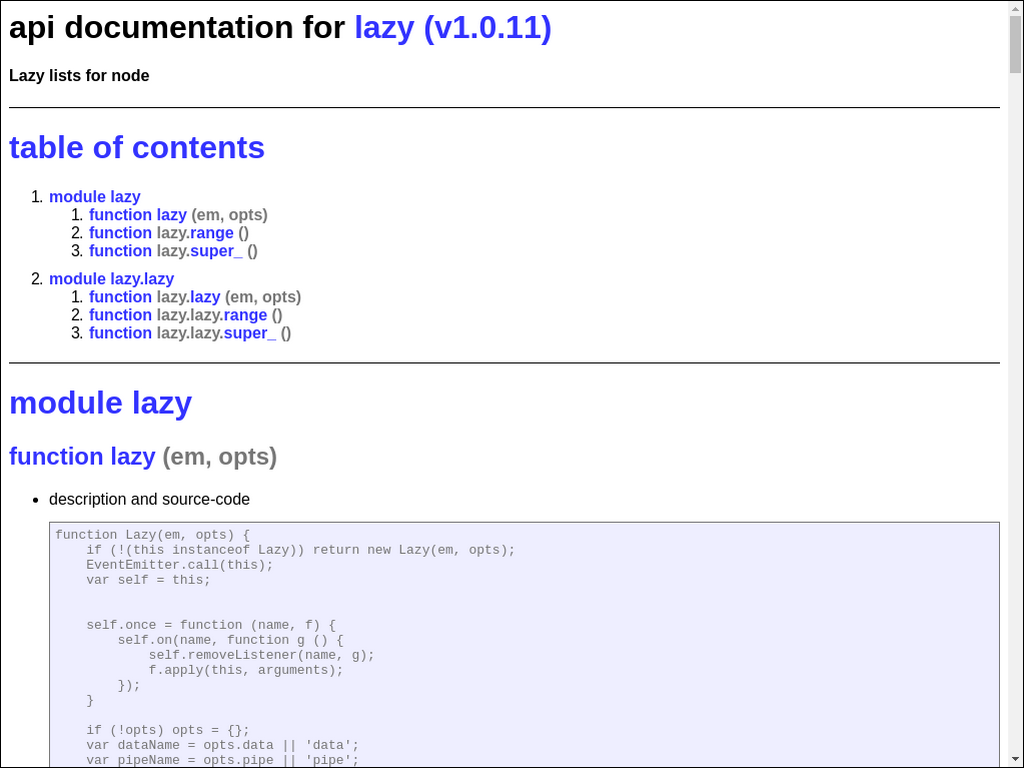 api documentation for lazy (v1.0.11)
Lazy lists for node
table of contents
1. module lazy
1. function lazy (em, opts)
2. function lazy.range ()
3. function lazy.super_ ()
2. module lazy.lazy
1. function lazy.lazy (em, opts)
2. function lazy.lazy.range ()
3. function lazy.lazy.super_ ()
module lazy
function lazy (em, opts)
• description and source-code
function Lazy(em, opts) {
    if (!(this instanceof Lazy)) return new Lazy(em, opts);
    EventEmitter.call(this);
    var self = this;
    self.once = function (name, f) {
        self.on(name, function g () {
            self.removeListener(name, g);
            f.apply(this, arguments);
        });
    }
    if (!opts) opts = {};
    var dataName = opts.data || 'data';
    var pipeName = opts.pipe || 'pipe';